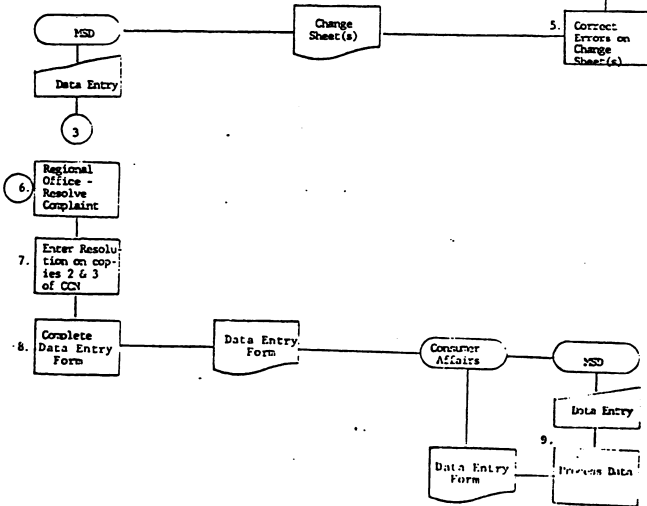 MSD
Change
Sheet(s)
5. Correct
Errors on
Change
Sheet(s)
Data Entry
3
6. Regional
Office -
Resolve
Complaint
7. Enter Resolu-
tion on cop-
ies 2 & 3
of CCN
8. Complete
Data Entry
Form
Data Entry
Form
Consumer
Affairs
MSD
Data Entry
9. Process Data
Data Entry
Form